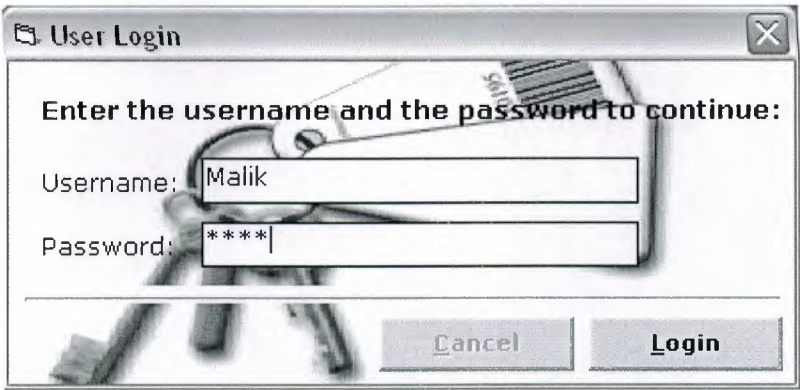 User Login
Enter the username and the password to continue:
Username: Malik
Password: ****
Cancel Login